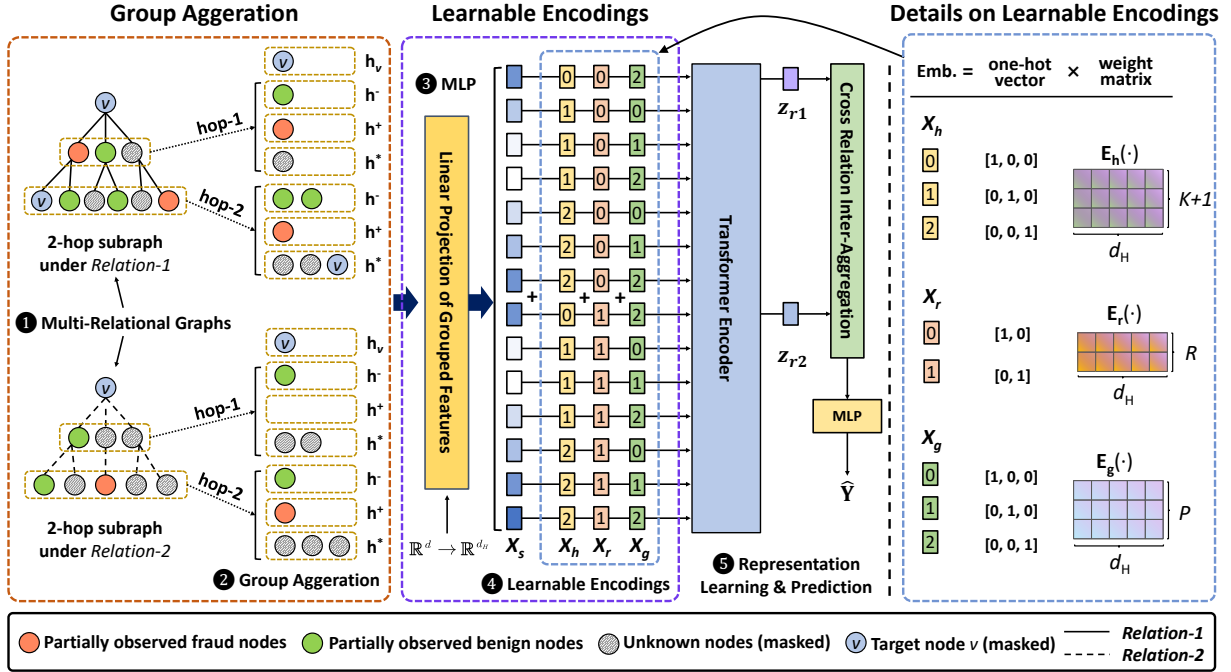 Group Aggeration
Learnable Encodings
Details on Learnable Encodings
v
h_v
h^-
h^+
h^*
hop-1
v
v
hop-2
h^-
h^+
v
h^*
2-hop subraph
under Relation-1
❶ Multi-Relational Graphs
v
h_v
h^-
h^+
h^*
hop-1
v
hop-2
h^-
h^+
h^*
2-hop subraph
under Relation-2
❷ Group Aggeration
❸ MLP
Linear Projection of Grouped Features
ℝ^d → ℝ^{d_H}
0 0 2
1 0 0
1 0 1
1 0 2
2 0 0
2 0 1
2 0 2
+ + +
0 1 2
1 1 0
1 1 1
1 1 2
2 1 0
2 1 1
2 1 2
X_s X_h X_r X_g
❹ Learnable Encodings
Transformer Encoder
z_{r1}
z_{r2}
Cross Relation Inter-Aggregation
MLP
Ŷ
❺ Representation
Learning & Prediction
Emb. = one-hot vector × weight matrix
X_h
0 [1, 0, 0]
1 [0, 1, 0]
2 [0, 0, 1]
E_h(·)
K+1
d_H
X_r
0 [1, 0]
1 [0, 1]
E_r(·)
R
d_H
X_g
0 [1, 0, 0]
1 [0, 1, 0]
2 [0, 0, 1]
E_g(·)
P
d_H
Partially observed fraud nodes
Partially observed benign nodes
Unknown nodes (masked)
v Target node v (masked)
Relation-1
Relation-2